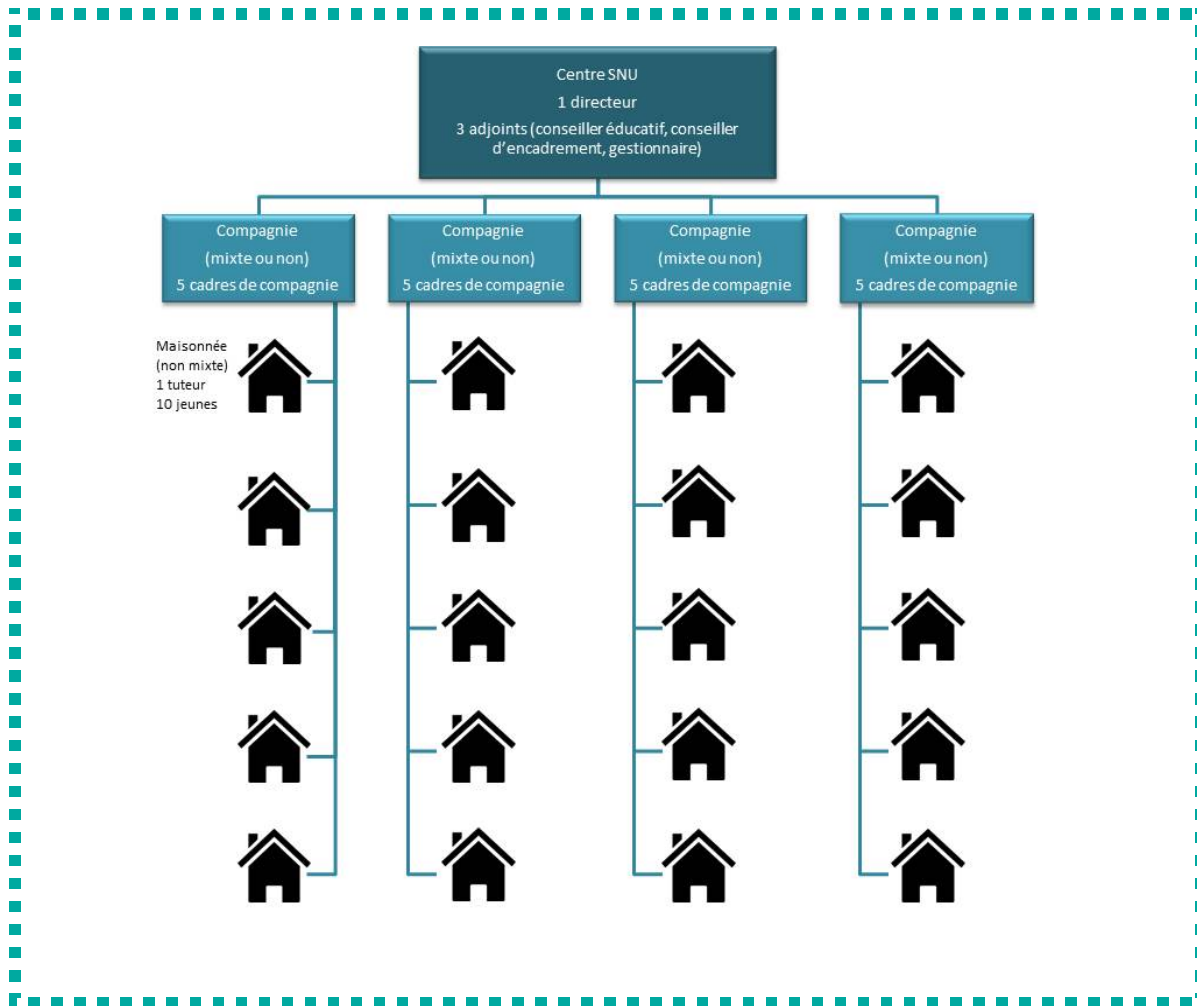 Centre SNU
1 directeur
3 adjoints (conseiller éducatif, conseiller
d'encadrement, gestionnaire)
Compagnie
(mixte ou non)
5 cadres de compagnie
Compagnie
(mixte ou non)
5 cadres de compagnie
Compagnie
(mixte ou non)
5 cadres de compagnie
Compagnie
(mixte ou non)
5 cadres de compagnie
Maisonnée
(non mixte)
1 tuteur
10 jeunes